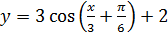 y = 3 cos(x/3 + π/6) + 2